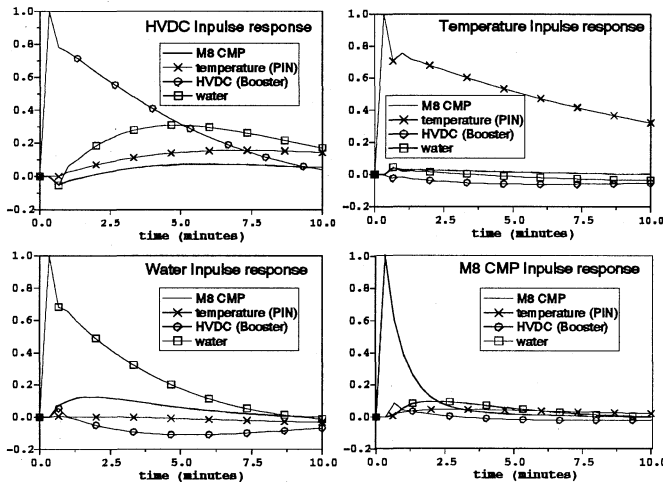 HVDC Inpulse response
M8 CMP
temperature (PIN)
HVDC (Booster)
water
1.0
0.8
0.6
0.4
0.2
0.0
-0.2
0.0
2.5
5.0
7.5
10.0
time (minutes)
Temperature Inpulse response
M8 CMP
temperature (PIN)
HVDC (Booster)
water
1.0
0.8
0.6
0.4
0.2
0.0
-0.2
0.0
2.5
5.0
7.5
10.0
time (minutes)
Water Inpulse response
M8 CMP
temperature (PIN)
HVDC (Booster)
water
1.0
0.8
0.6
0.4
0.2
0.0
-0.2
0.0
2.5
5.0
7.5
10.0
time (minutes)
M8 CMP Inpulse response
M8 CMP
temperature (PIN)
HVDC (Booster)
water
1.0
0.8
0.6
0.4
0.2
0.0
-0.2
0.0
2.5
5.0
7.5
10.0
time (minutes)